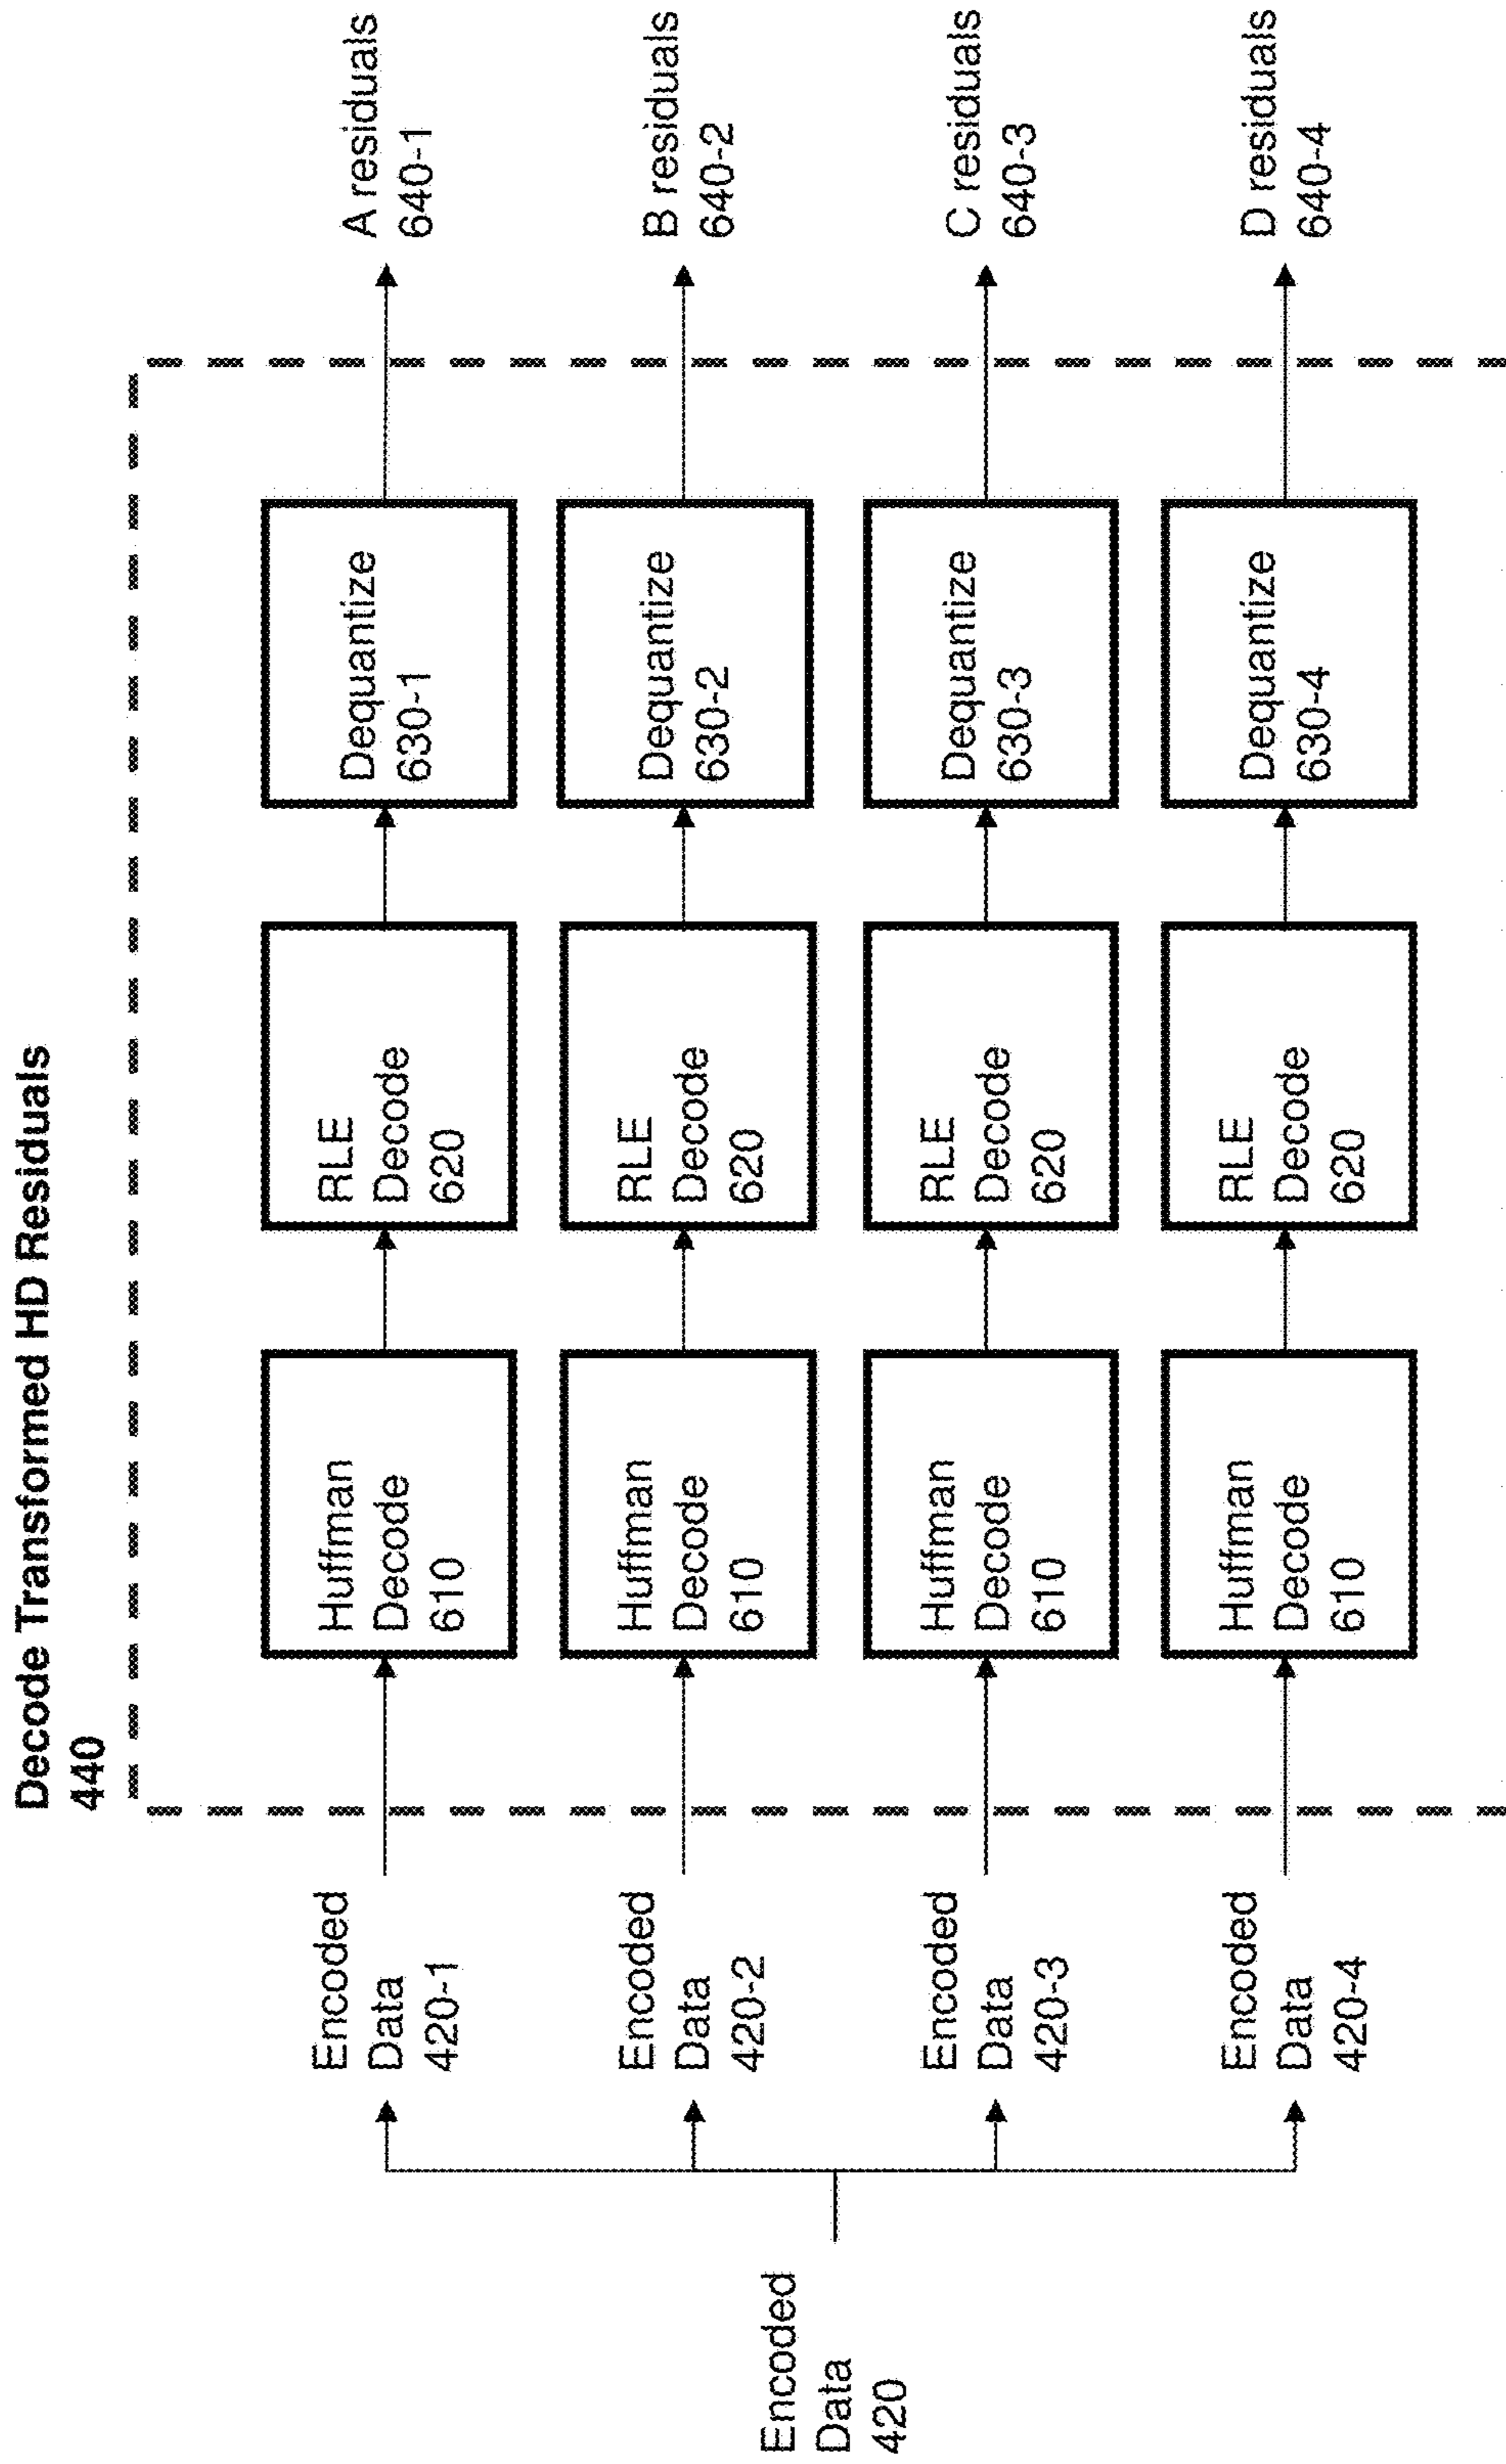 Decode Transformed HD Residuals
440
Encoded
Data
420
Encoded
Data
420-1
Huffman
Decode
610
RLE
Decode
620
Dequantize
630-1
A residuals
640-1
Encoded
Data
420-2
Huffman
Decode
610
RLE
Decode
620
Dequantize
630-2
B residuals
640-2
Encoded
Data
420-3
Huffman
Decode
610
RLE
Decode
620
Dequantize
630-3
C residuals
640-3
Encoded
Data
420-4
Huffman
Decode
610
RLE
Decode
620
Dequantize
630-4
D residuals
640-4